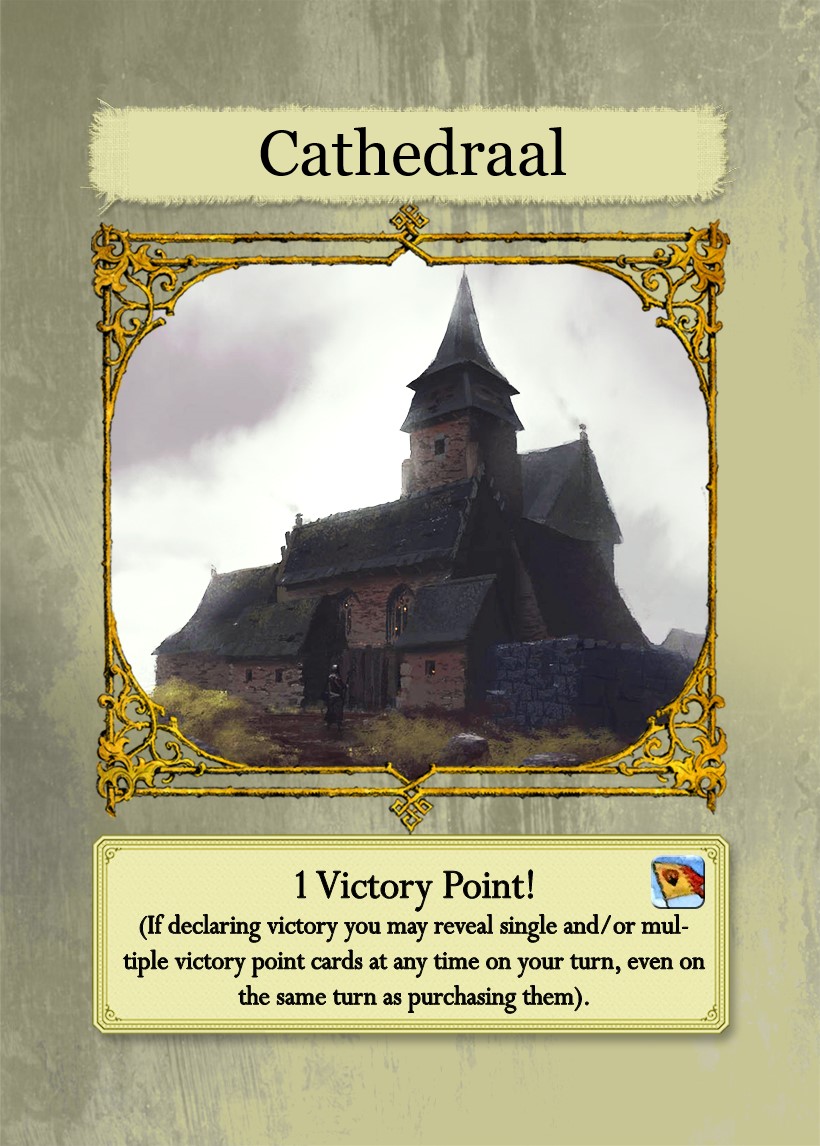 Cathedraal
1 Victory Point!
(If declaring victory you may reveal single and/or mul-
tiple victory point cards at any time on your turn, even on
the same turn as purchasing them).